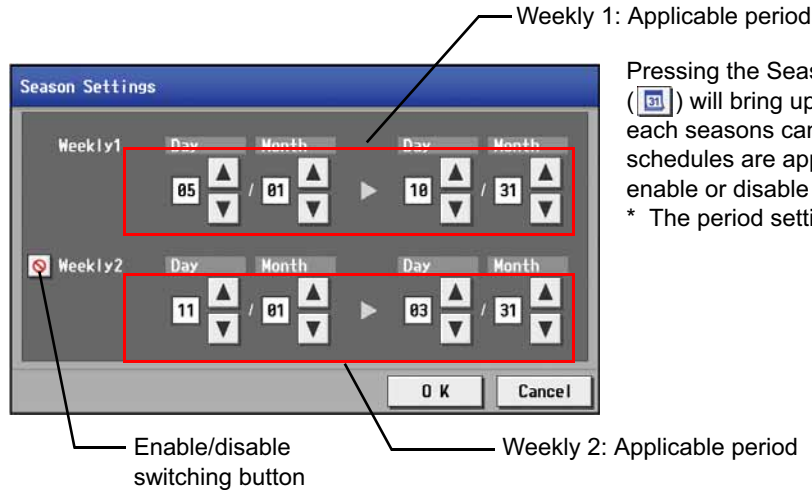 Weekly 1: Applicable period
Pressing the Seas
(31) will bring up
each seasons can
schedules are app
enable or disable
* The period setti
Season Settings
Weekly1 Day Month Day Month
05 / 01 10 / 31
Weekly2 Day Month Day Month
11 / 01 03 / 31
OK Cancel
Enable/disable
switching button
Weekly 2: Applicable period